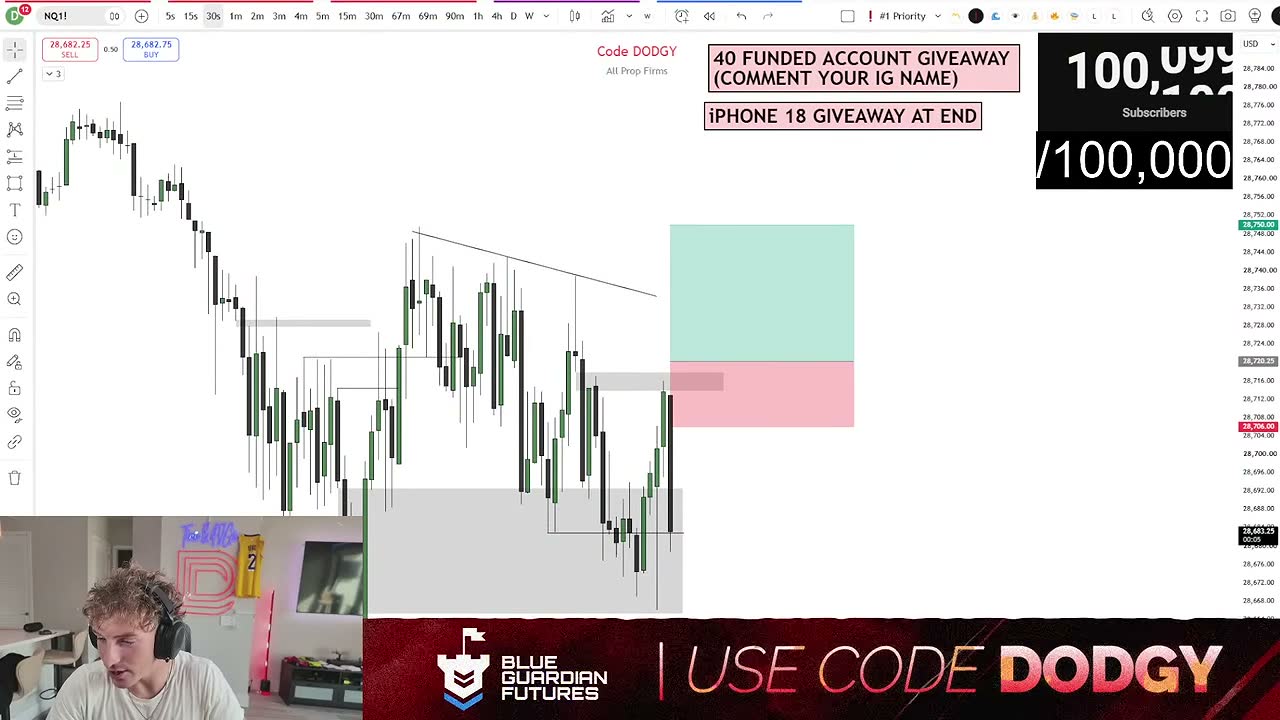 D 12
NQ1!
5s 15s 30s 1m 2m 3m 4m 5m 15m 30m 67m 69m 90m 1h 4h D W
w
#1 Priority
L L
28,682.25
SELL
0.50
28,682.75
BUY
3
Code DODGY
All Prop Firms
40 FUNDED ACCOUNT GIVEAWAY
(COMMENT YOUR IG NAME)
iPHONE 18 GIVEAWAY AT END
100,099
Subscribers
/100,000
USD
28,784.00
28,780.00
28,776.00
28,772.00
28,768.00
28,764.00
28,760.00
28,756.00
28,752.00
28,750.00
28,748.00
28,744.00
28,740.00
28,736.00
28,732.00
28,728.00
28,724.00
28,720.25
28,716.00
28,712.00
28,708.00
28,706.00
28,704.00
28,700.00
28,696.00
28,692.00
28,688.00
28,683.25
00:05
28,676.00
28,672.00
28,668.00
D
2
BLUE
GUARDIAN
FUTURES
USE CODE DODGY